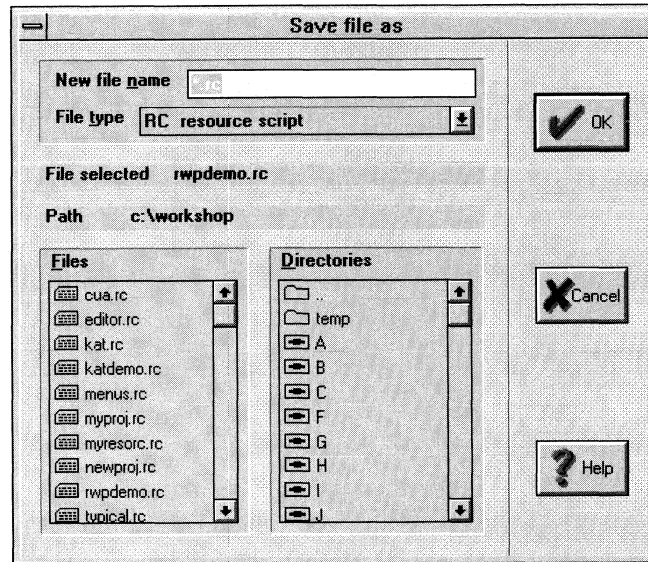 Save file as
New file name *.rc
File type RC resource script
File selected rwpdemo.rc
Path c:\workshop
Files
cua.rc
editor.rc
kat.rc
katdemo.rc
menus.rc
myproj.rc
myresorc.rc
newproj.rc
rwpdemo.rc
typical.rc
Directories
..
temp
A
B
C
F
G
H
I
J
OK
Cancel
? Help